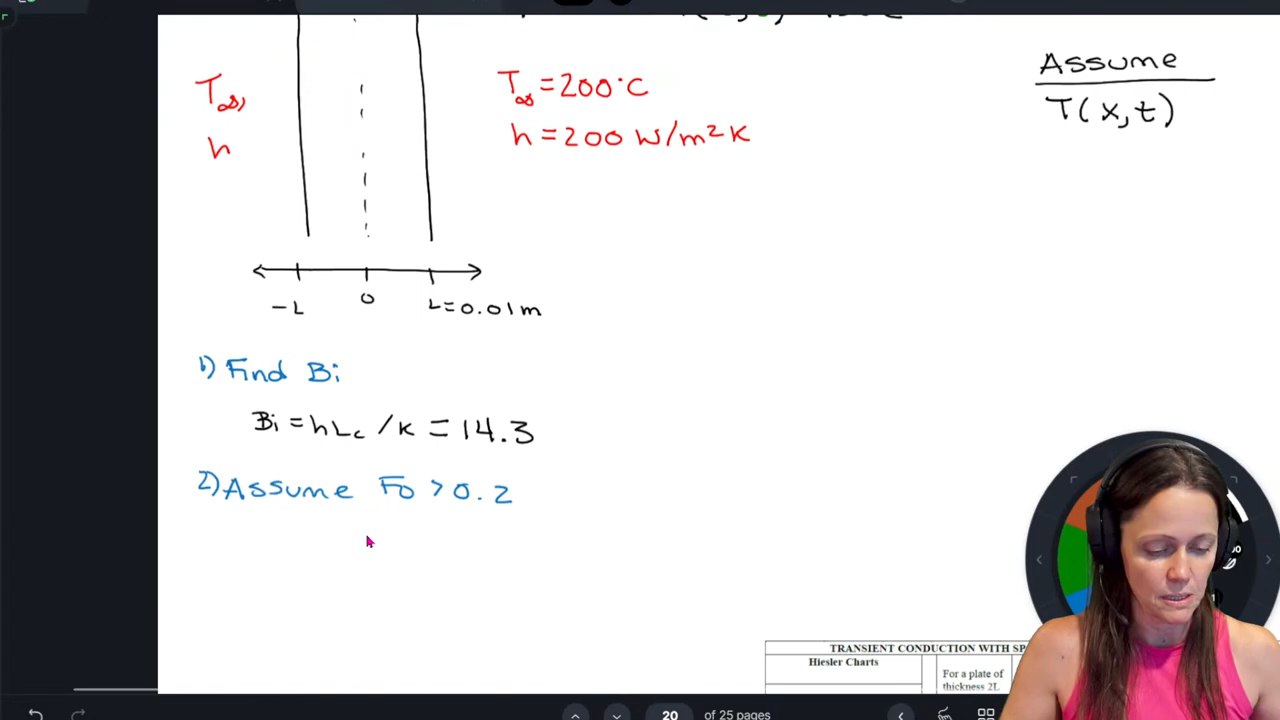 Assume
T(x,t)
T∞,
h
T∞ = 200°C
h = 200 W/m²K
-L
0
L=0.01m
1) Find Bi
Bi = hLc /k = 14.3
2) Assume Fo > 0.2
TRANSIENT CONDUCTION WITH SP
Hiesler Charts
For a plate of
thickness 2L
20 of 25 pages